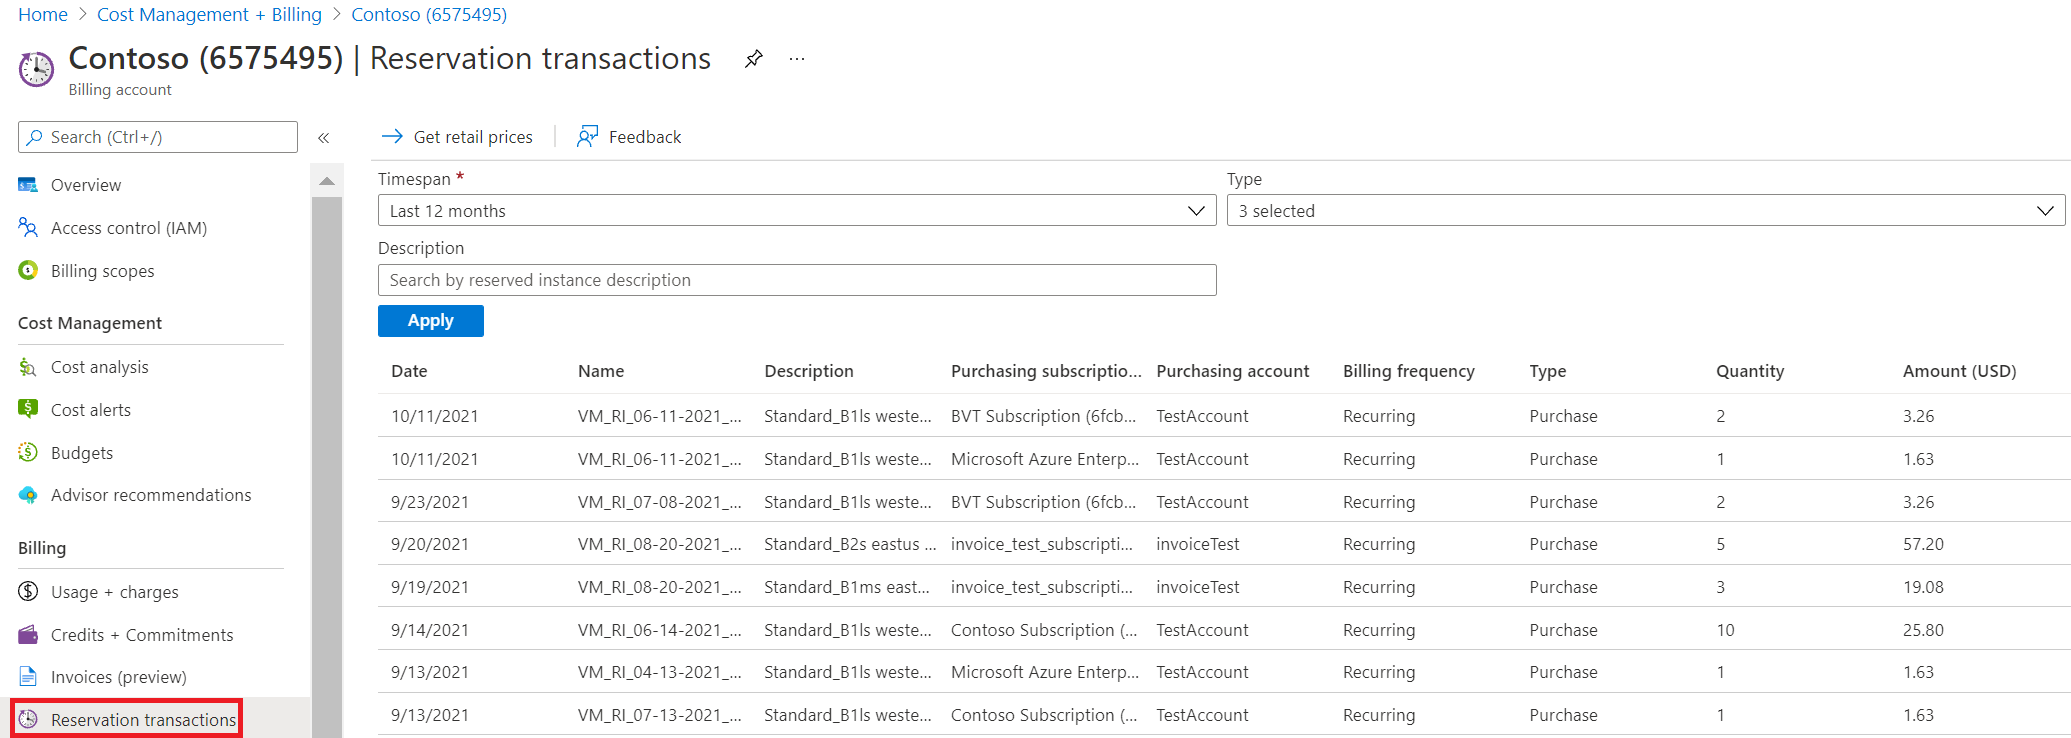 Home > Cost Management + Billing > Contoso (6575495)
Contoso (6575495) | Reservation transactions ...
Billing account
Search (Ctrl+/) «
Overview
Access control (IAM)
Billing scopes
Cost Management
Cost analysis
Cost alerts
Budgets
Advisor recommendations
Billing
Usage + charges
Credits + Commitments
Invoices (preview)
Reservation transactions
Get retail prices Feedback
Timespan * Type
Last 12 months 3 selected
Description
Search by reserved instance description
Apply
Date Name Description Purchasing subscriptio... Purchasing account Billing frequency Type Quantity Amount (USD)
10/11/2021 VM_RI_06-11-2021_... Standard_B1ls weste... BVT Subscription (6fcb... TestAccount Recurring Purchase 2 3.26
10/11/2021 VM_RI_06-11-2021_... Standard_B1ls weste... Microsoft Azure Enterp... TestAccount Recurring Purchase 1 1.63
9/23/2021 VM_RI_07-08-2021_... Standard_B1ls weste... BVT Subscription (6fcb... TestAccount Recurring Purchase 2 3.26
9/20/2021 VM_RI_08-20-2021_... Standard_B2s eastus ... invoice_test_subscripti... invoiceTest Recurring Purchase 5 57.20
9/19/2021 VM_RI_08-20-2021_... Standard_B1ms east... invoice_test_subscripti... invoiceTest Recurring Purchase 3 19.08
9/14/2021 VM_RI_06-14-2021_... Standard_B1ls weste... Contoso Subscription (... TestAccount Recurring Purchase 10 25.80
9/13/2021 VM_RI_04-13-2021_... Standard_B1ls weste... Microsoft Azure Enterp... TestAccount Recurring Purchase 1 1.63
9/13/2021 VM_RI_07-13-2021_... Standard_B1ls weste... Contoso Subscription (... TestAccount Recurring Purchase 1 1.63